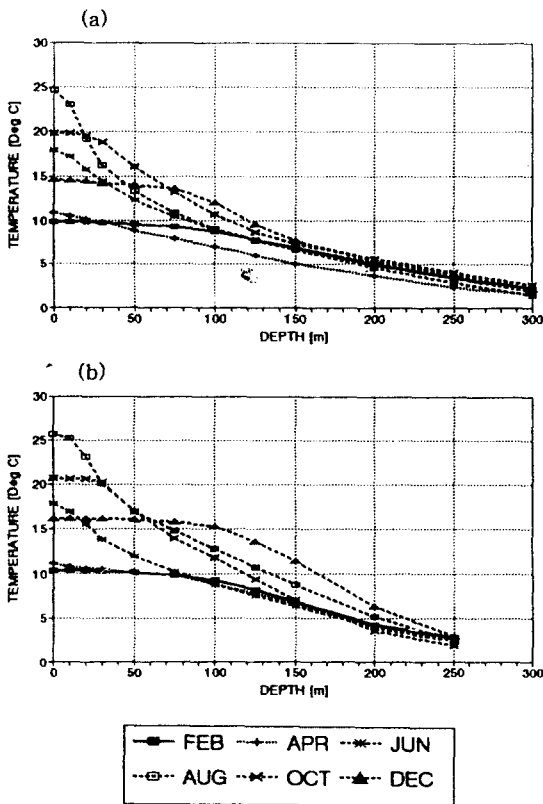 (a)
TEMPERATURE [Deg C]
30
25
20
15
10
5
0
0 50 100 150 200 250 300
DEPTH [m]
(b)
TEMPERATURE [Deg C]
30
25
20
15
10
5
0
0 50 100 150 200 250 300
DEPTH [m]
FEB APR JUN
AUG OCT DEC